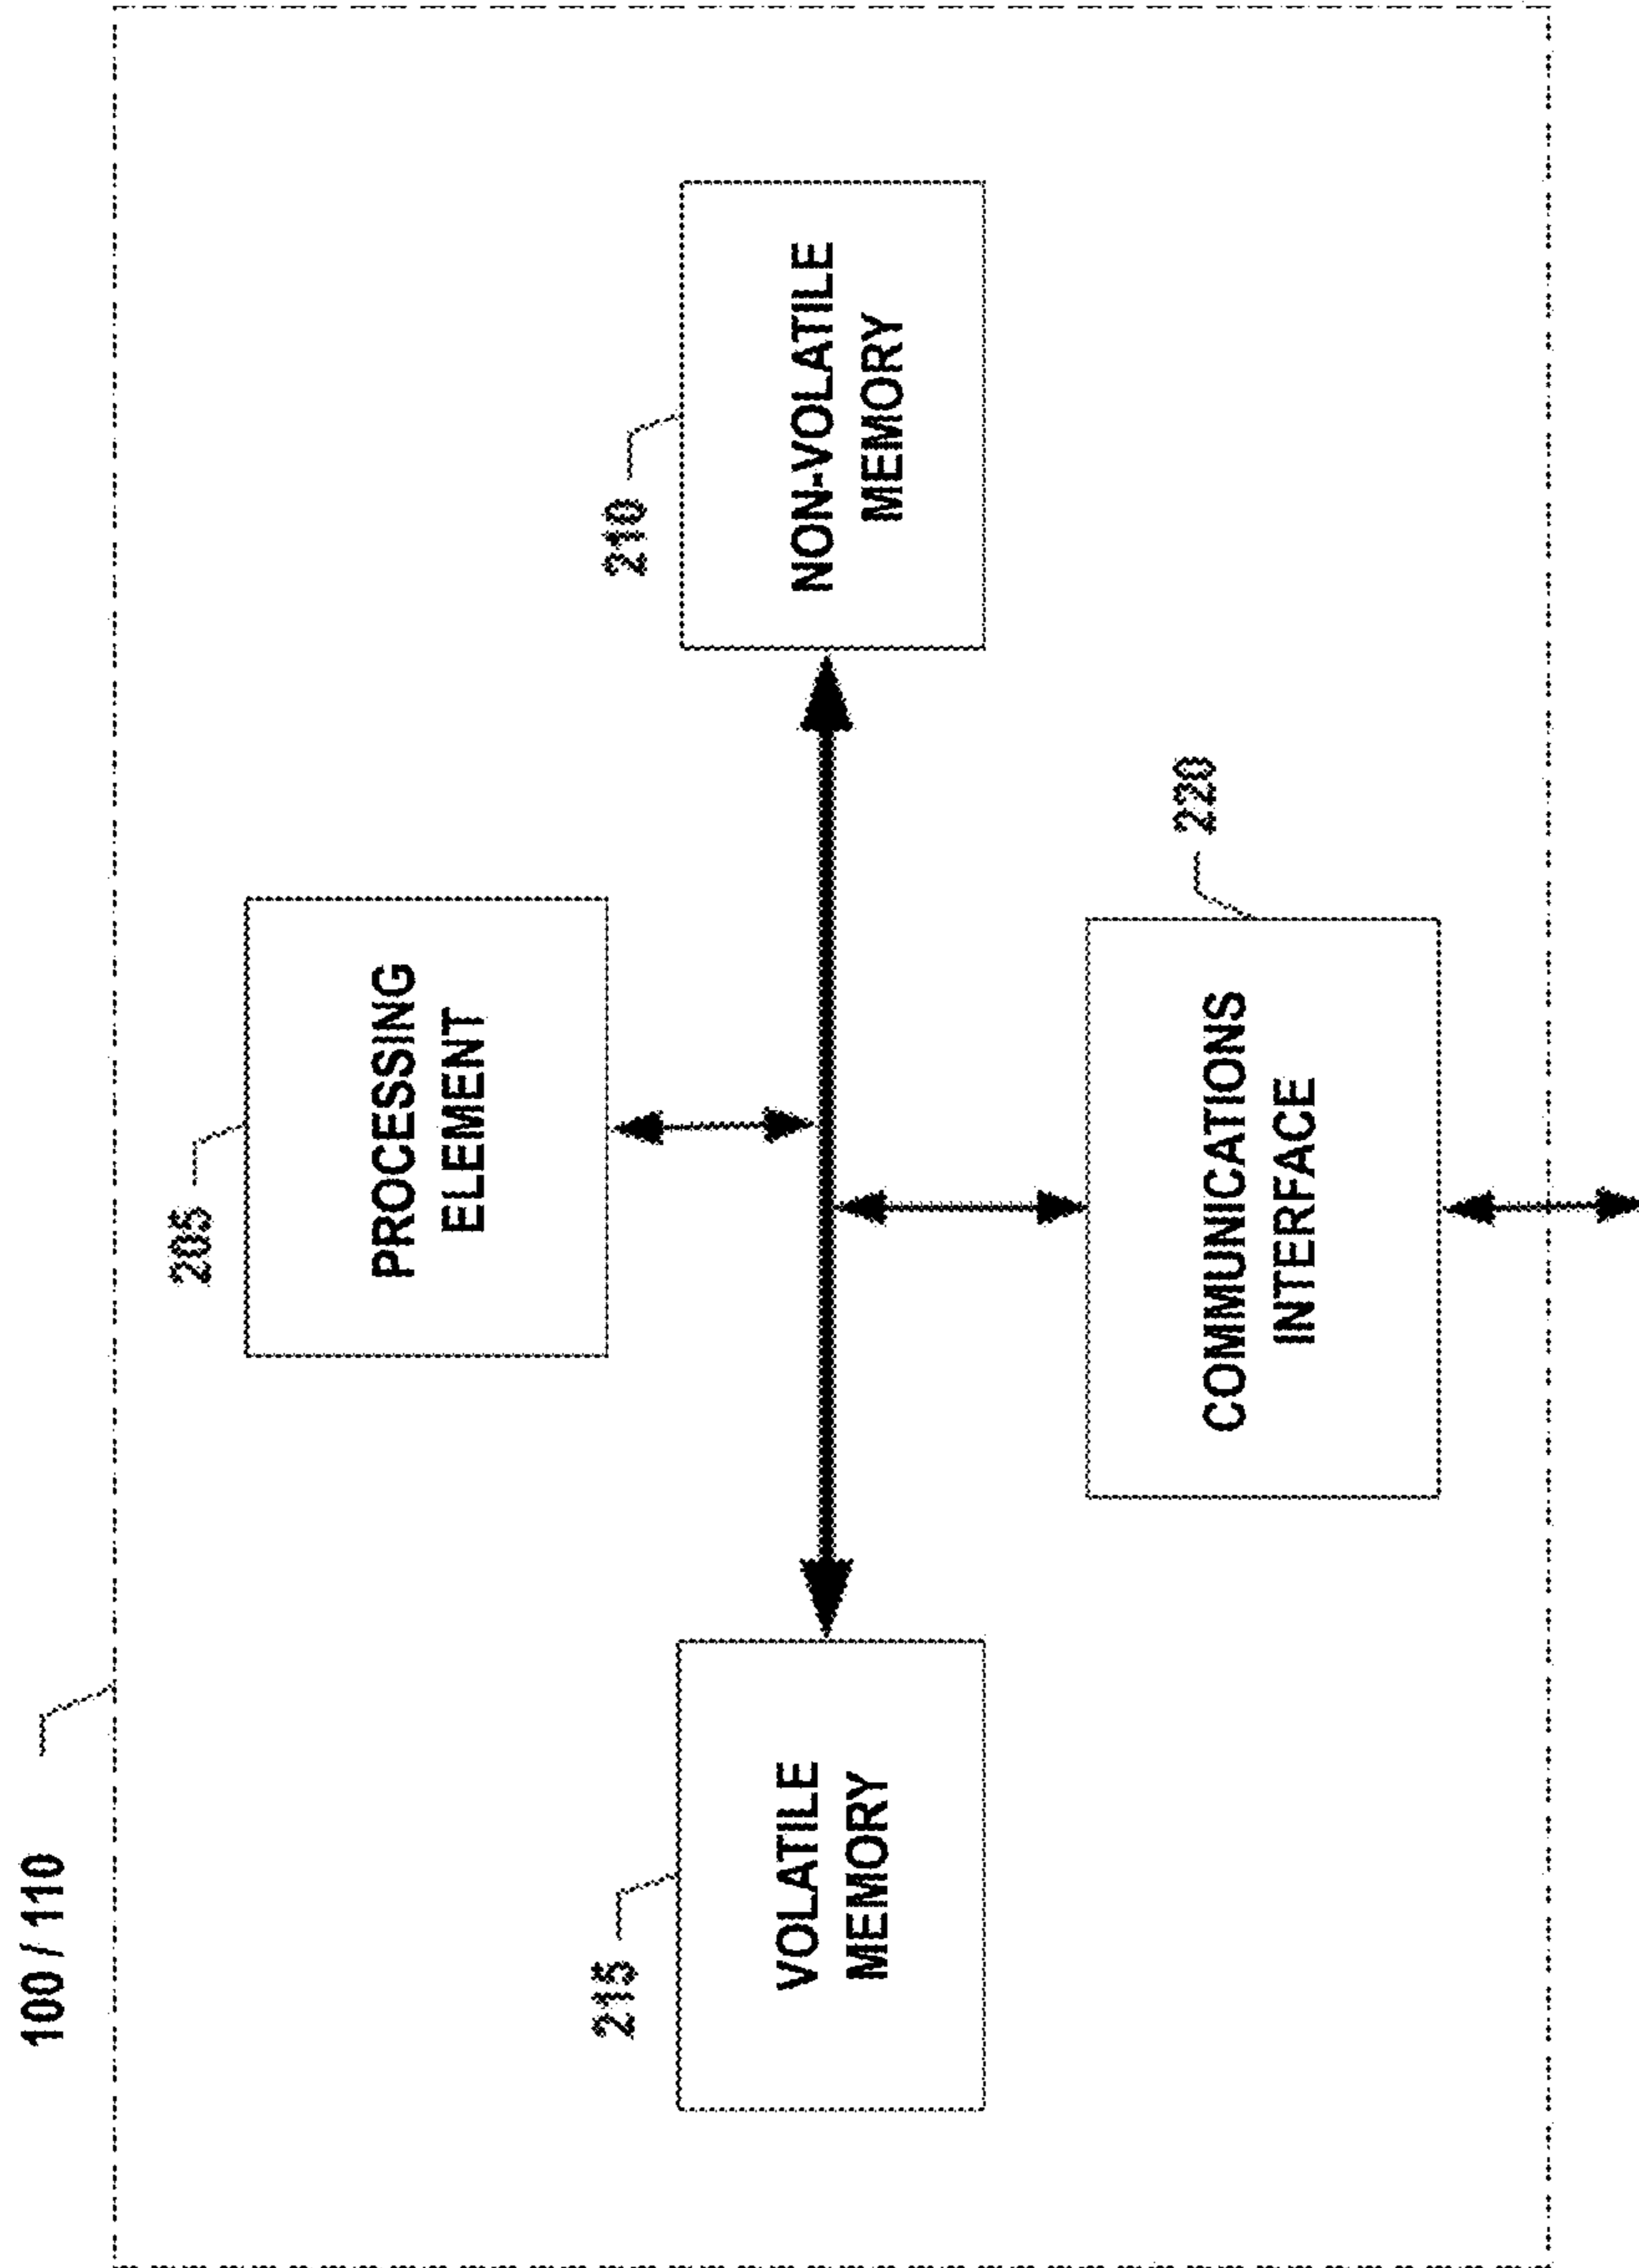 100 / 110
205
PROCESSING
ELEMENT
215
VOLATILE
MEMORY
210
NON-VOLATILE
MEMORY
220
COMMUNICATIONS
INTERFACE